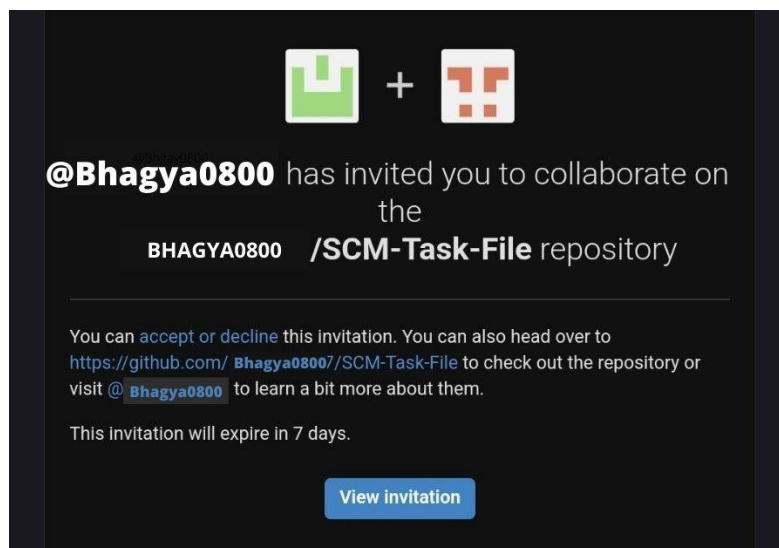 +
@Bhagya0800 has invited you to collaborate on
the
BHAGYA0800 /SCM-Task-File repository
You can accept or decline this invitation. You can also head over to
https://github.com/ Bhagya08007/SCM-Task-File to check out the repository or
visit @ Bhagya0800 to learn a bit more about them.
This invitation will expire in 7 days.
View invitation